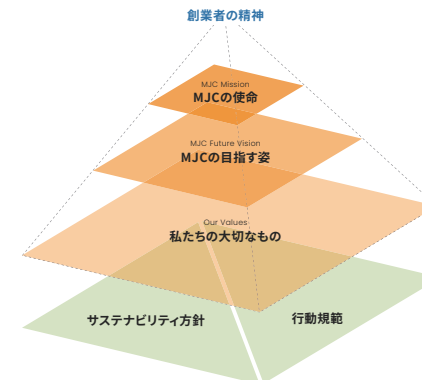 創業者の精神
MJC Mission
MJCの使命
MJC Future Vision
MJCの目指す姿
Our Values
私たちの大切なもの
サステナビリティ方針
行動規範